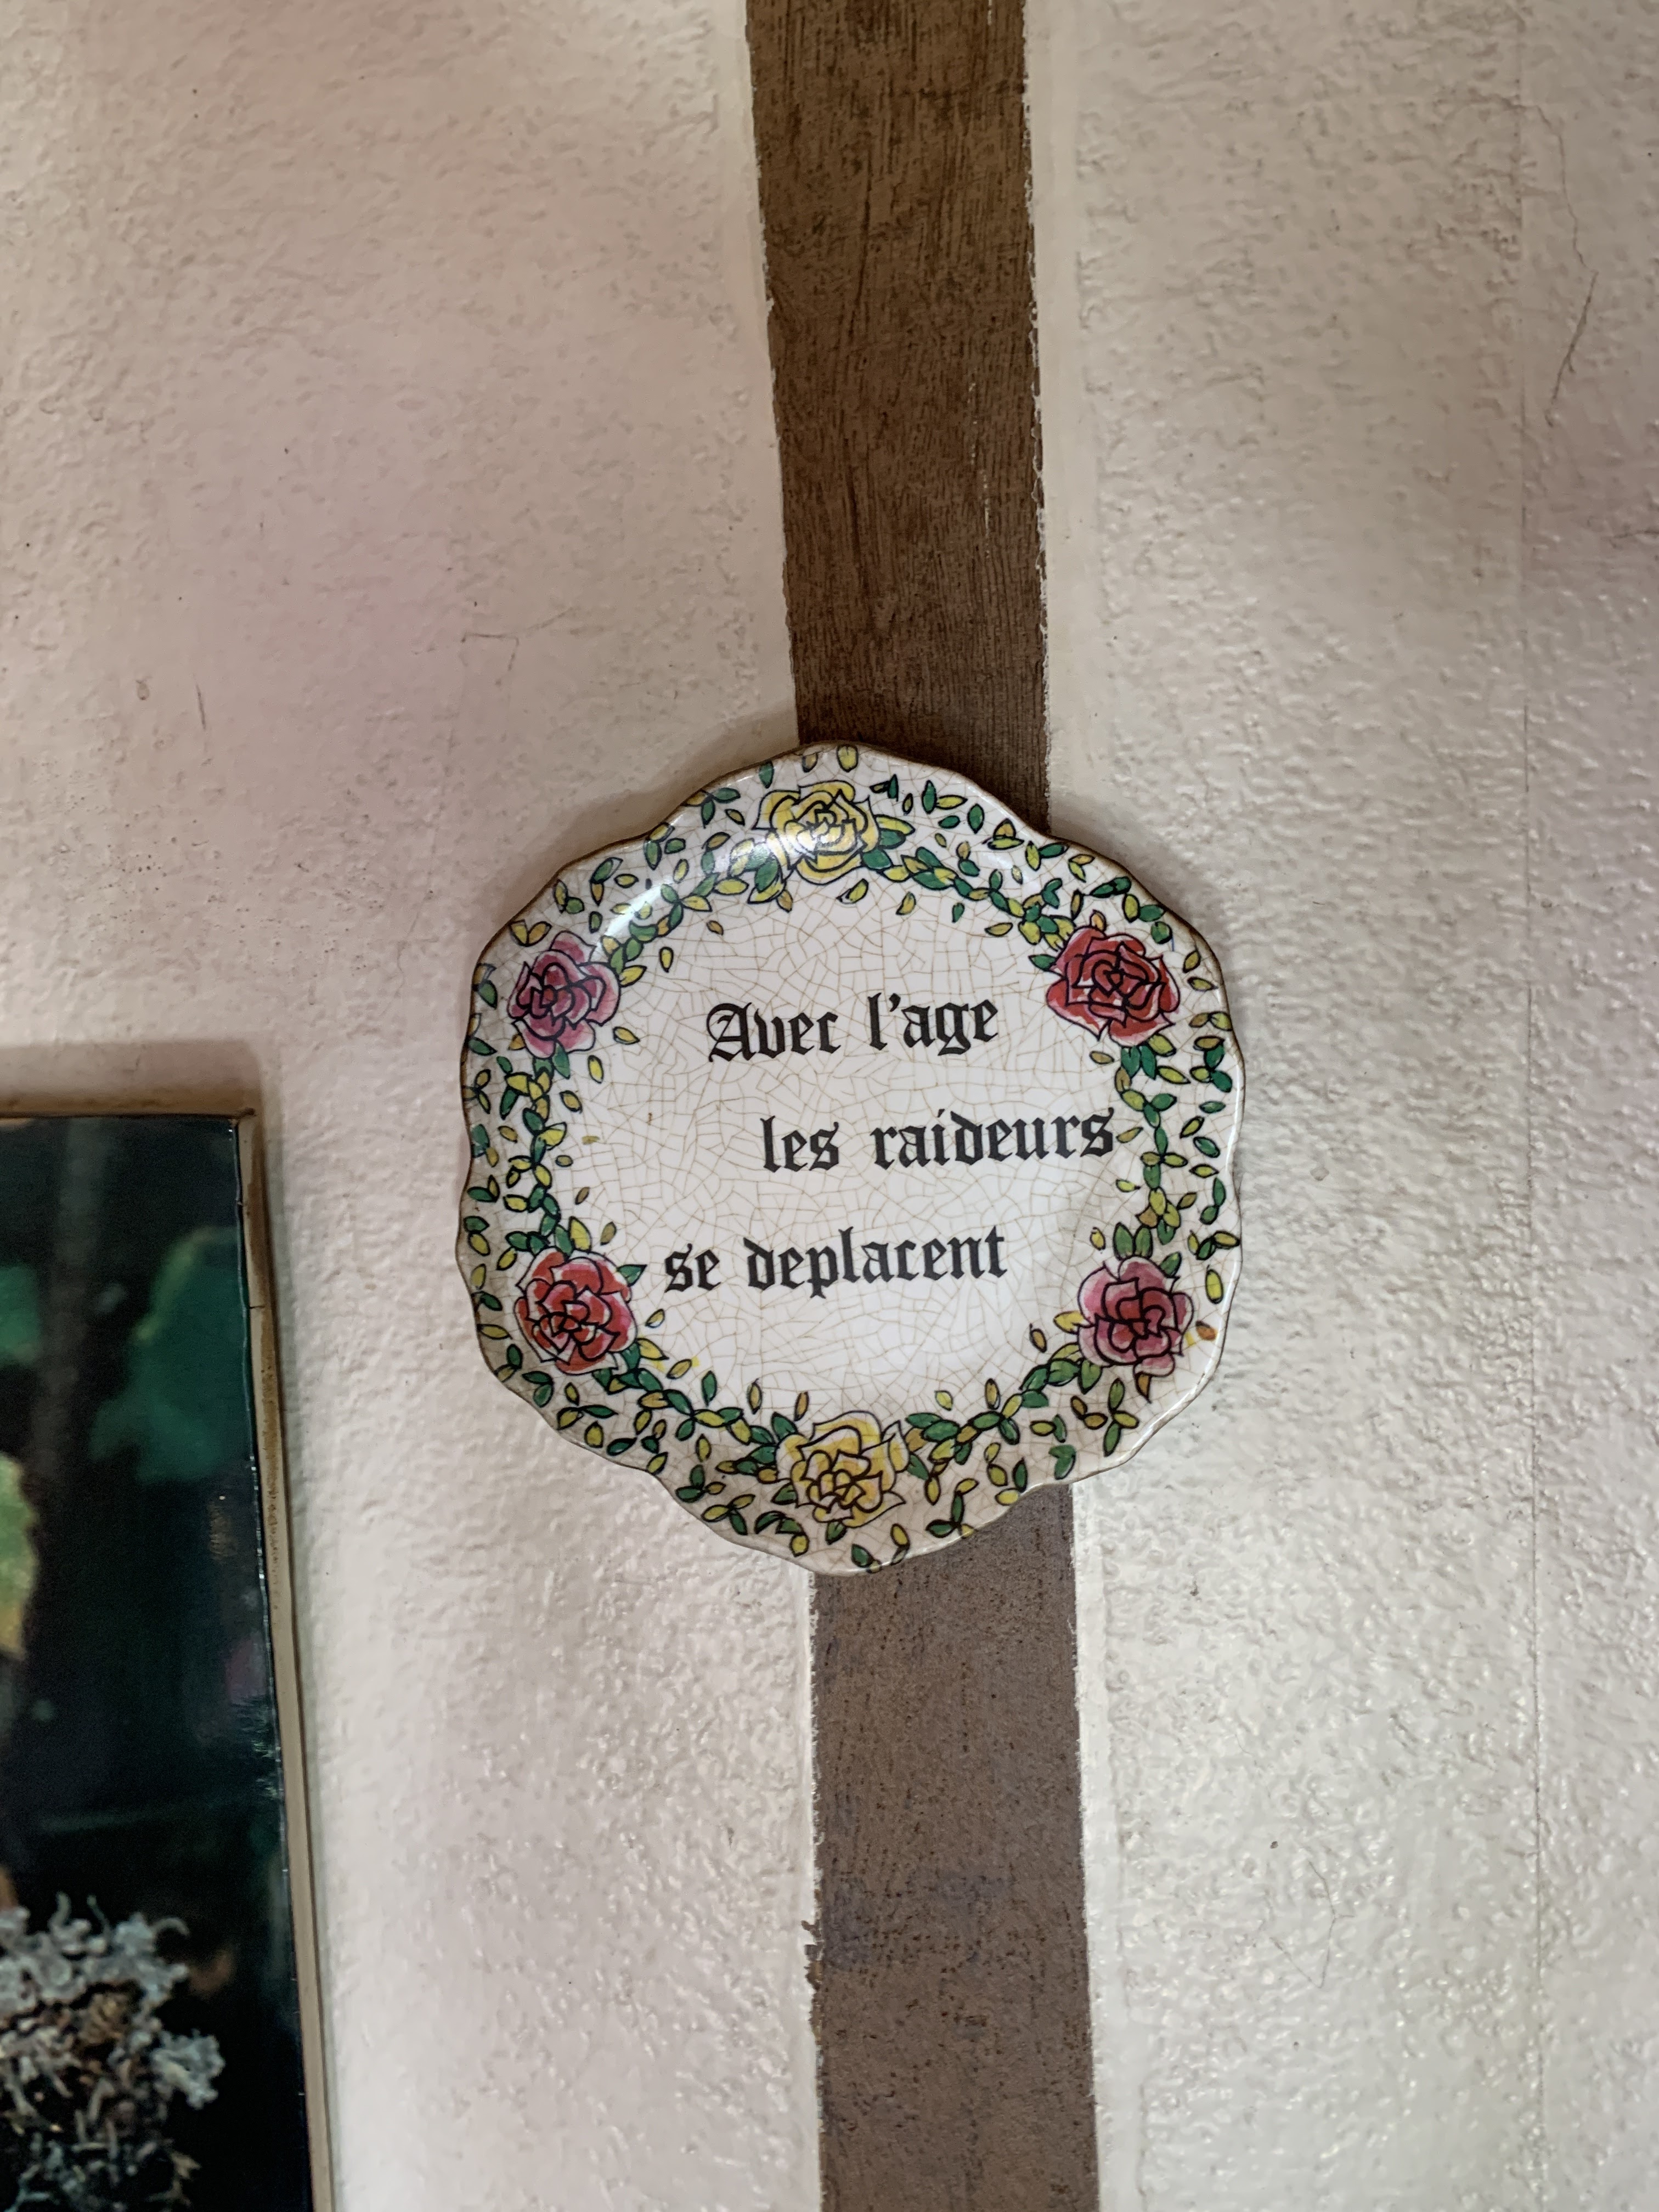 Avec l'age
les raideurs
se deplacent